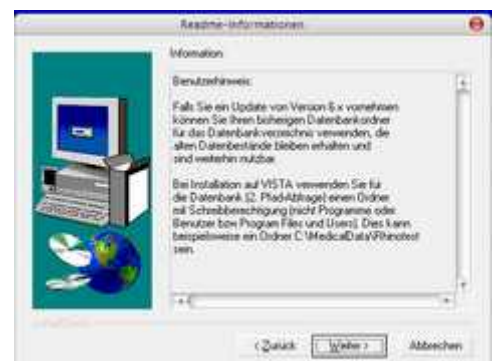 Readme-Informationen
Information
Benutzerhinweis:
Falls Sie ein Update von Version 6.x vornehmen
können Sie Ihren bisherigen Datenbankordner
für das Datenbankverzeichnis verwenden, die
alten Datenbestände bleiben erhalten und
sind weiterhin nutzbar.
Bei Installation auf VISTA verwenden Sie für
die Datenbank (2. Pfad-Abfrage) einen Ordner
mit Schreibberechtigung (nicht Programme oder
Benutzer bzw Program Files und Users). Dies kann
beispielsweise ein Ordner C:\MedicalData\Rhinotest
sein.
< Zurück Weiter > Abbrechen